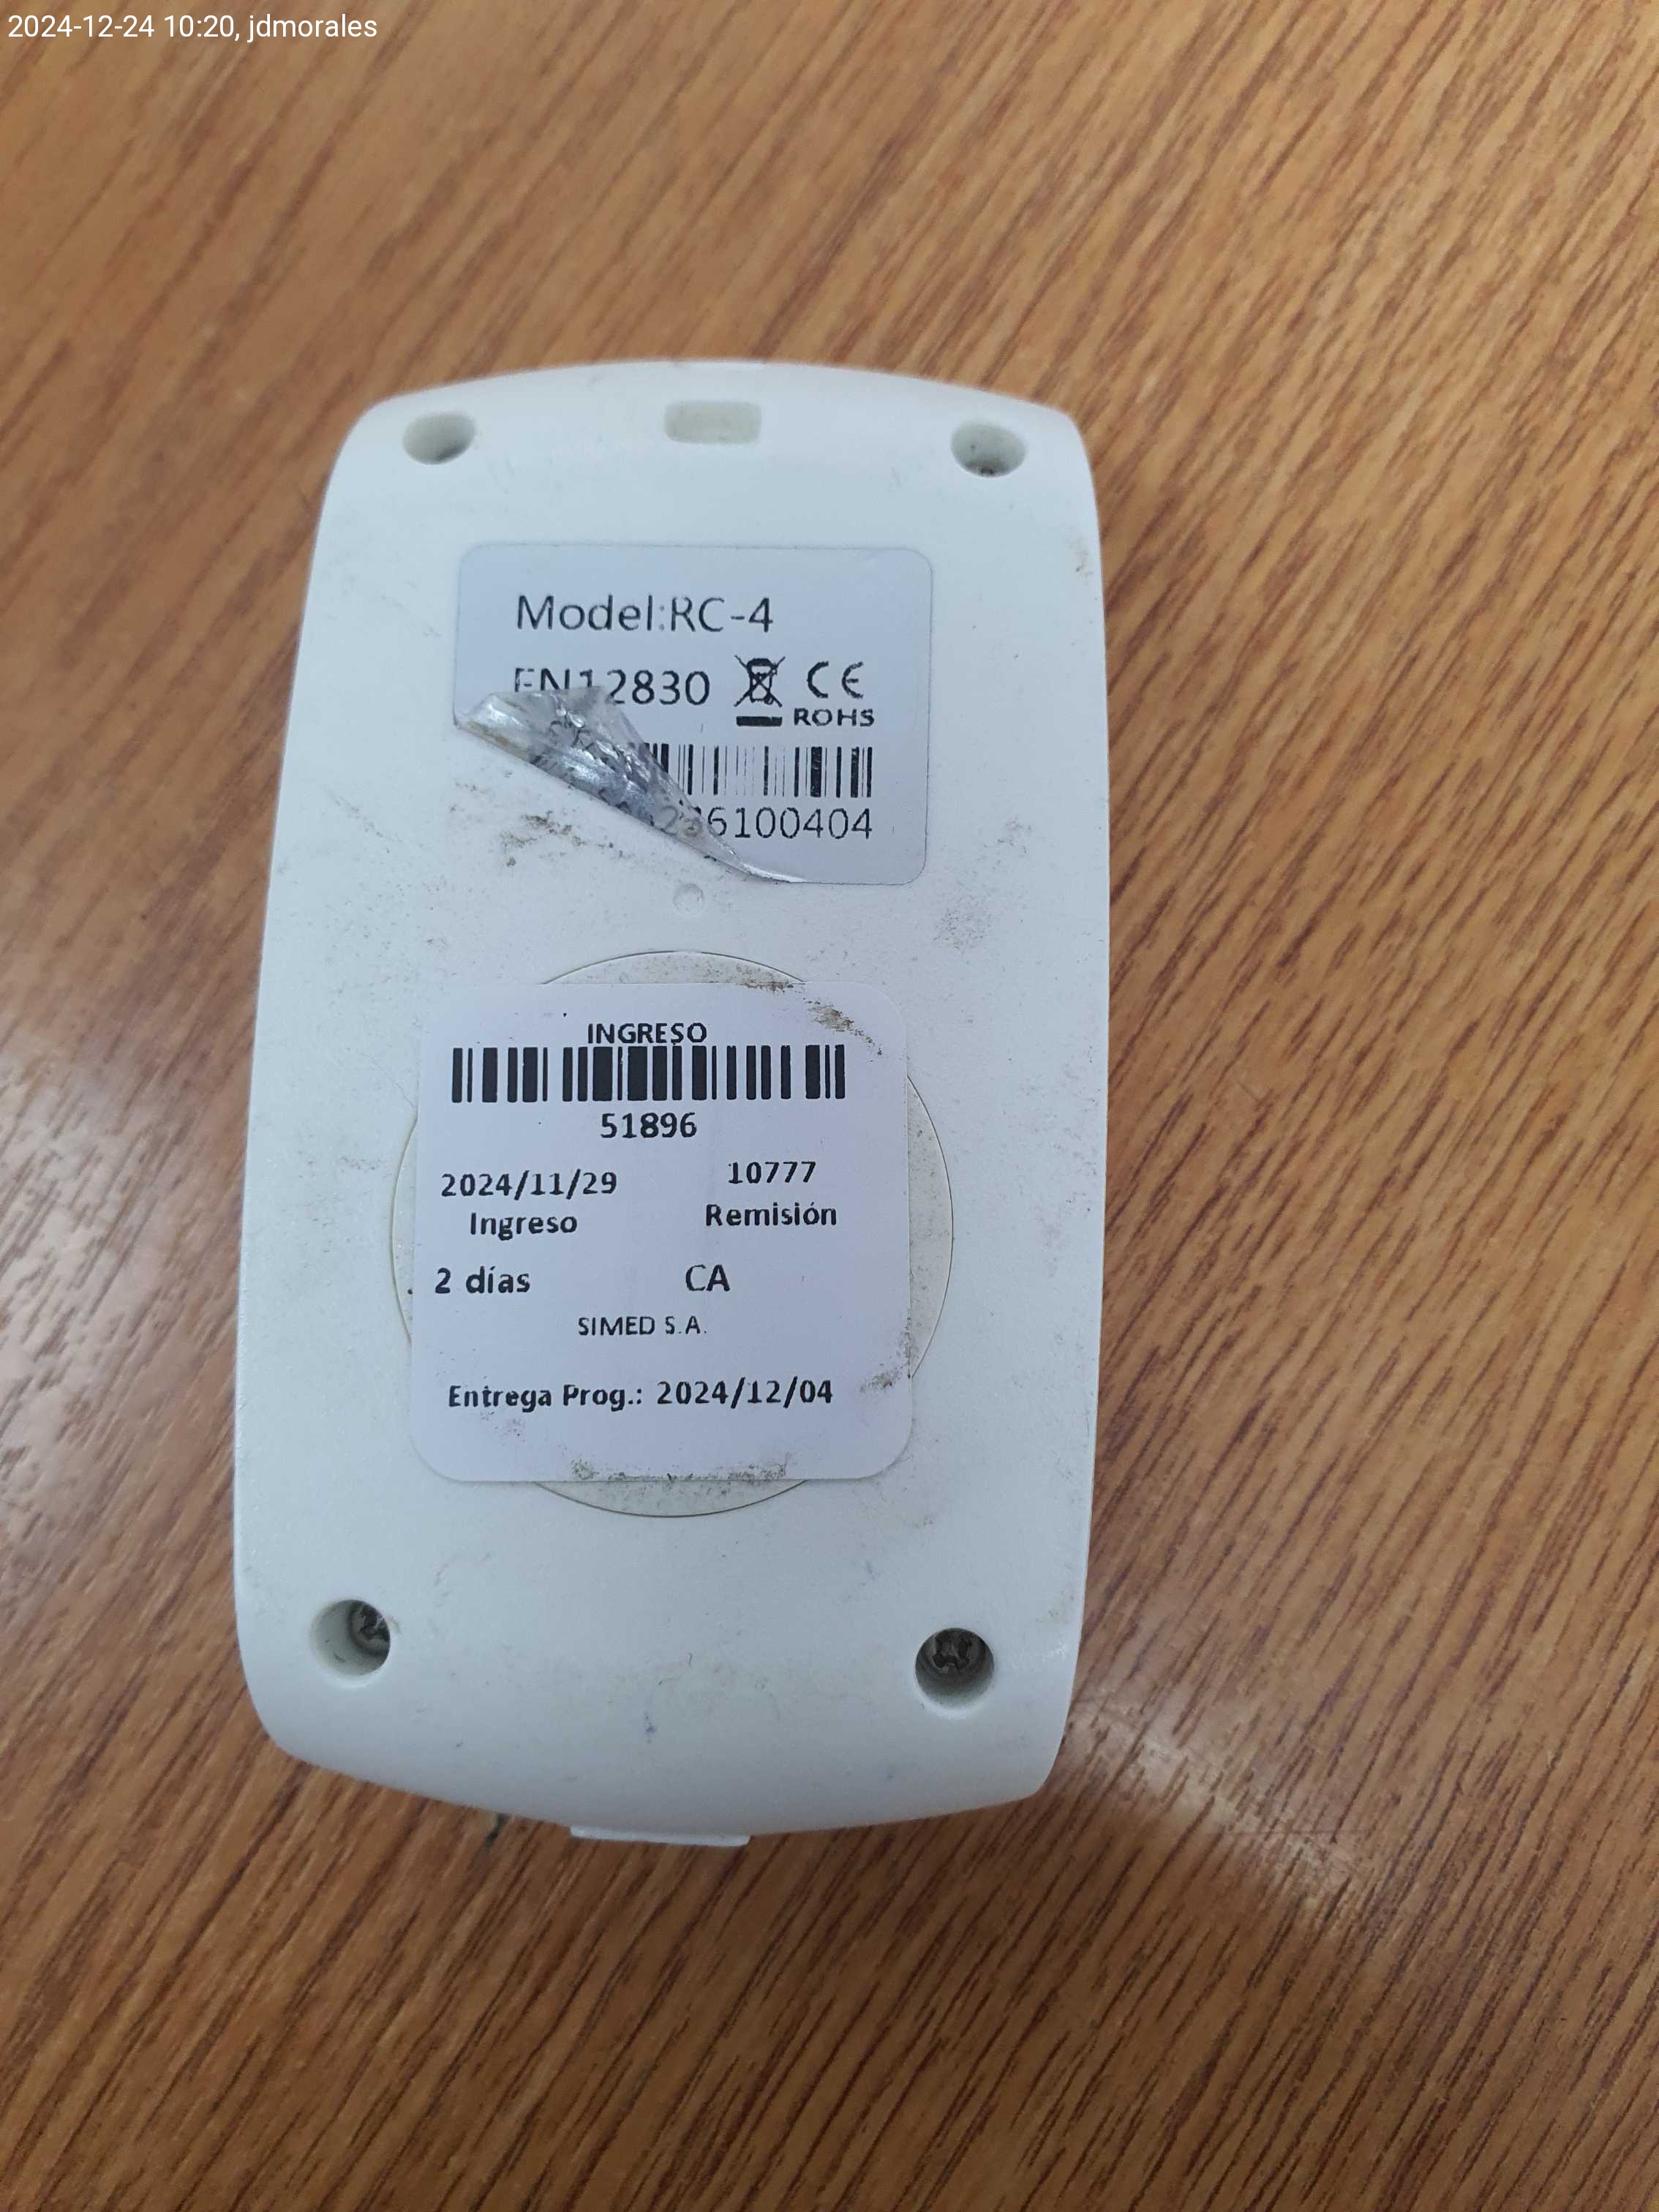 2024-12-24 10:20, jdmorales
Model:RC-4
EN12830 CE
ROHS
6100404
INGRESO
51896
2024/11/29 10777
Ingreso Remisión
2 días CA
SIMED S.A.
Entrega Prog.: 2024/12/04